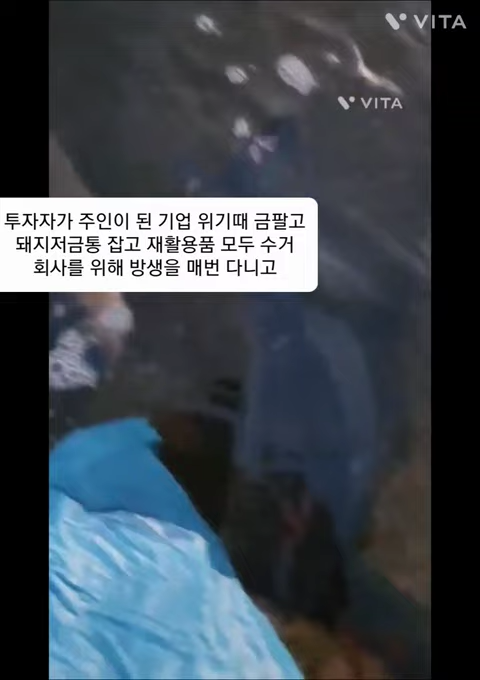 VITA
VITA
투자자가 주인이 된 기업 위기때 금팔고
돼지저금통 잡고 재활용품 모두 수거
회사를 위해 방생을 매번 다니고